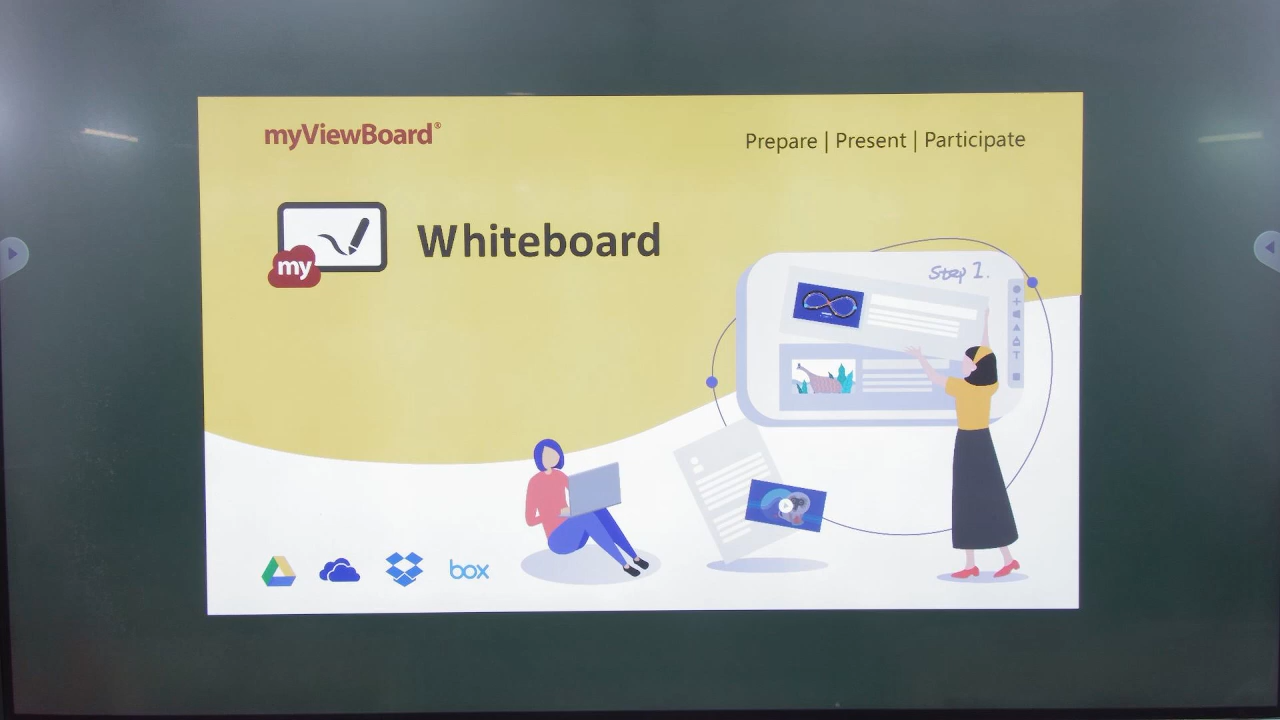 myViewBoard®
Prepare | Present | Participate
my
Whiteboard
Step 1.
T
box